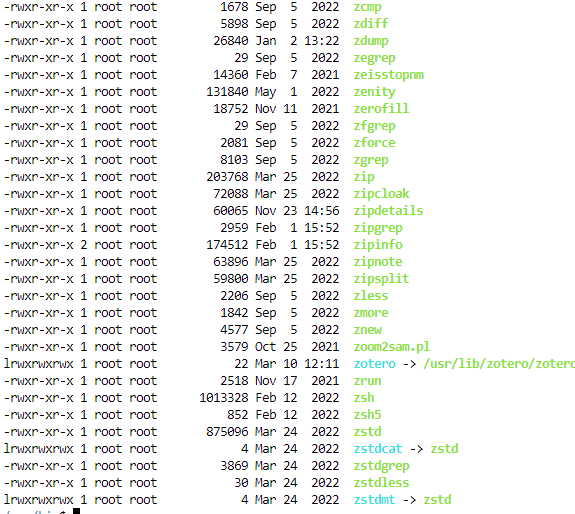 -rwxr-xr-x 1 root root 1678 Sep 5 2022 zcmp
-rwxr-xr-x 1 root root 5898 Sep 5 2022 zdiff
-rwxr-xr-x 1 root root 26840 Jan 2 13:22 zdump
-rwxr-xr-x 1 root root 29 Sep 5 2022 zegrep
-rwxr-xr-x 1 root root 14360 Feb 7 2021 zeisstopnm
-rwxr-xr-x 1 root root 131840 May 1 2022 zenity
-rwxr-xr-x 1 root root 18752 Nov 11 2021 zerofill
-rwxr-xr-x 1 root root 29 Sep 5 2022 zfgrep
-rwxr-xr-x 1 root root 2081 Sep 5 2022 zforce
-rwxr-xr-x 1 root root 8103 Sep 5 2022 zgrep
-rwxr-xr-x 1 root root 203768 Mar 25 2022 zip
-rwxr-xr-x 1 root root 72088 Mar 25 2022 zipcloak
-rwxr-xr-x 1 root root 60065 Nov 23 14:56 zipdetails
-rwxr-xr-x 1 root root 2959 Feb 1 15:52 zipgrep
-rwxr-xr-x 2 root root 174512 Feb 1 15:52 zipinfo
-rwxr-xr-x 1 root root 63896 Mar 25 2022 zipnote
-rwxr-xr-x 1 root root 59800 Mar 25 2022 zipsplit
-rwxr-xr-x 1 root root 2206 Sep 5 2022 zless
-rwxr-xr-x 1 root root 1842 Sep 5 2022 zmore
-rwxr-xr-x 1 root root 4577 Sep 5 2022 znew
-rwxr-xr-x 1 root root 3579 Oct 25 2021 zoom2sam.pl
lrwxrwxrwx 1 root root 22 Mar 10 12:11 zotero -> /usr/lib/zotero/zotero
-rwxr-xr-x 1 root root 2518 Nov 17 2021 zrun
-rwxr-xr-x 1 root root 1013328 Feb 12 2022 zsh
-rwxr-xr-x 1 root root 852 Feb 12 2022 zsh5
-rwxr-xr-x 1 root root 875096 Mar 24 2022 zstd
lrwxrwxrwx 1 root root 4 Mar 24 2022 zstdcat -> zstd
-rwxr-xr-x 1 root root 3869 Mar 24 2022 zstdgrep
-rwxr-xr-x 1 root root 30 Mar 24 2022 zstdless
lrwxrwxrwx 1 root root 4 Mar 24 2022 zstdmt -> zstd